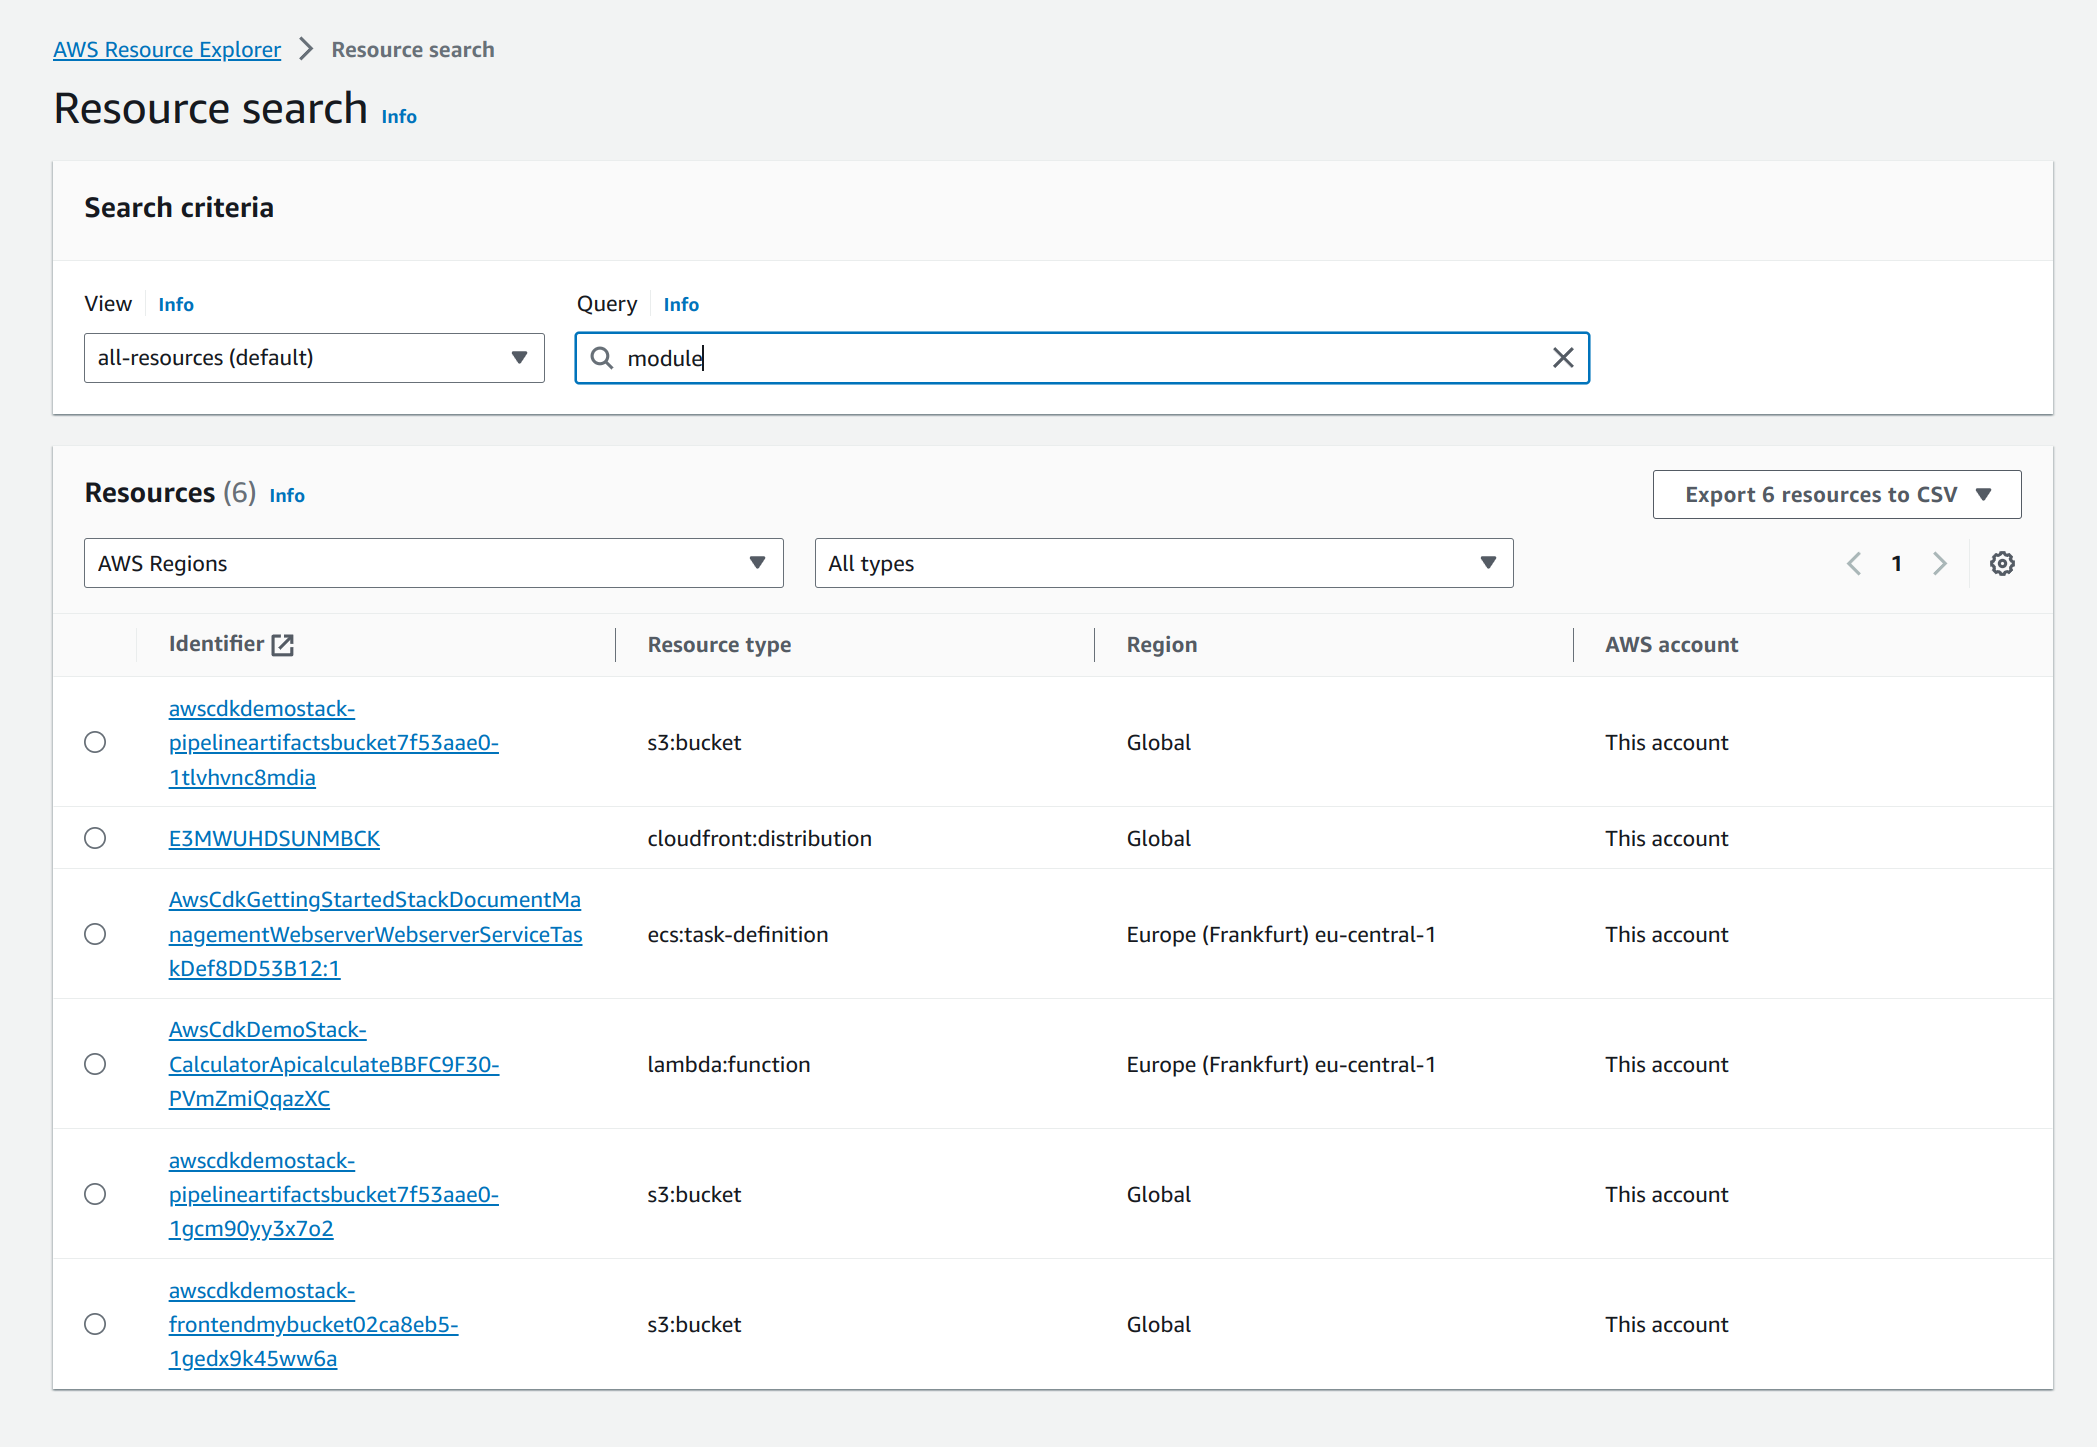 AWS Resource Explorer > Resource search
Resource search Info
Search criteria
View Info Query Info
all-resources (default) module
Resources (6) Info Export 6 resources to CSV
AWS Regions All types 1
Identifier Resource type Region AWS account
awscdkdemostack-
pipelineartifactsbucket7f53aae0- s3:bucket Global This account
1tlvhvnc8mdia
E3MWUHDSUNMBCK cloudfront:distribution Global This account
AwsCdkGettingStartedStackDocumentMa
nagementWebserverWebserverServiceTas ecs:task-definition Europe (Frankfurt) eu-central-1 This account
kDef8DD53B12:1
AwsCdkDemoStack-
CalculatorApicalculateBBFC9F30- lambda:function Europe (Frankfurt) eu-central-1 This account
PVmZmiQqazXC
awscdkdemostack-
pipelineartifactsbucket7f53aae0- s3:bucket Global This account
1gcm90yy3x7o2
awscdkdemostack-
frontendmybucket02ca8eb5- s3:bucket Global This account
1gedx9k45ww6a